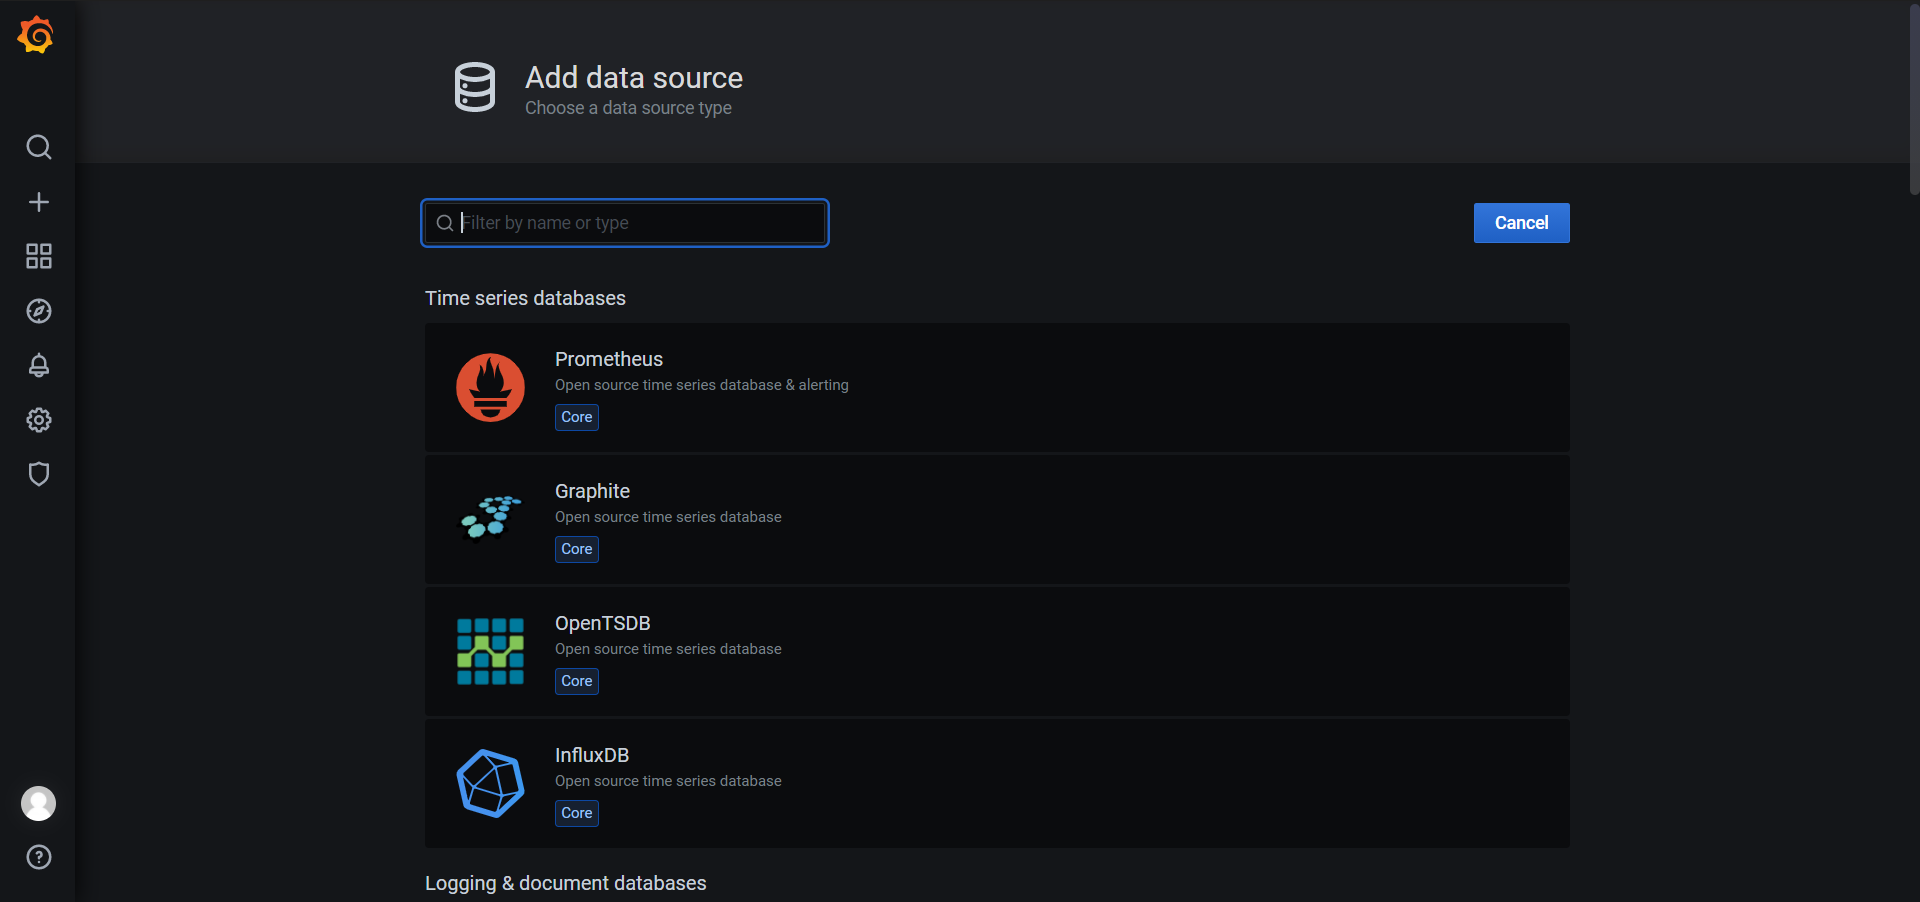 Add data source
Choose a data source type
Filter by name or type
Cancel
Time series databases
Prometheus
Open source time series database & alerting
Core
Graphite
Open source time series database
Core
OpenTSDB
Open source time series database
Core
InfluxDB
Open source time series database
Core
Logging & document databases